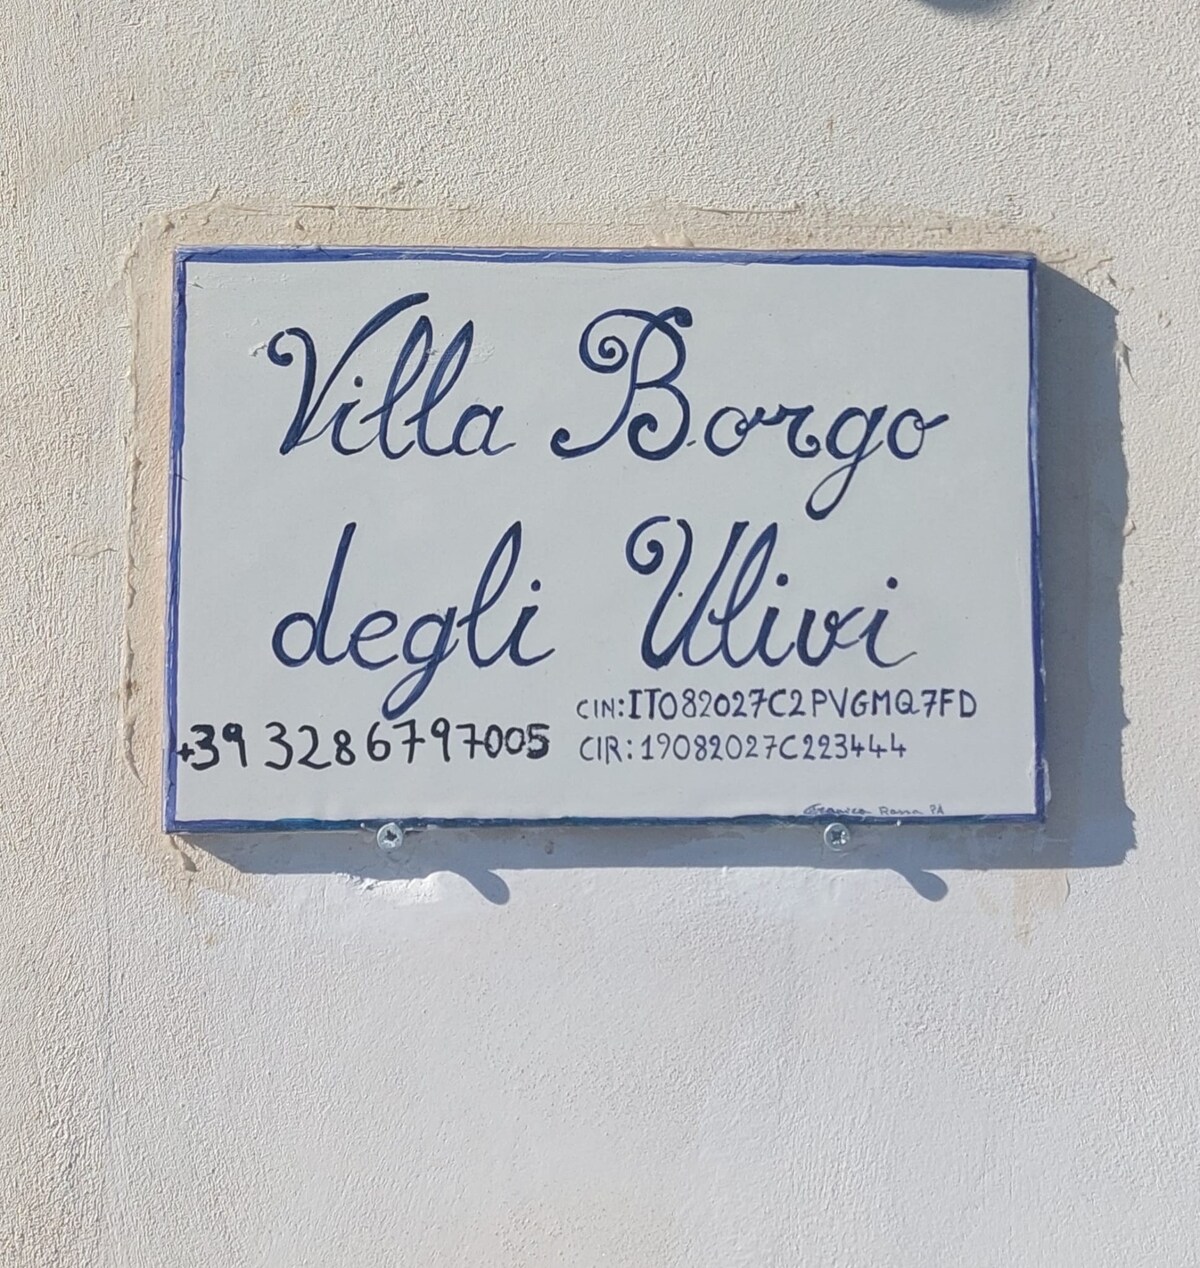 Villa Borgo
degli Ulivi
CIN:IT082027C2PVGMQ7FD
+39 3286797005
CIR: 19082027C223444